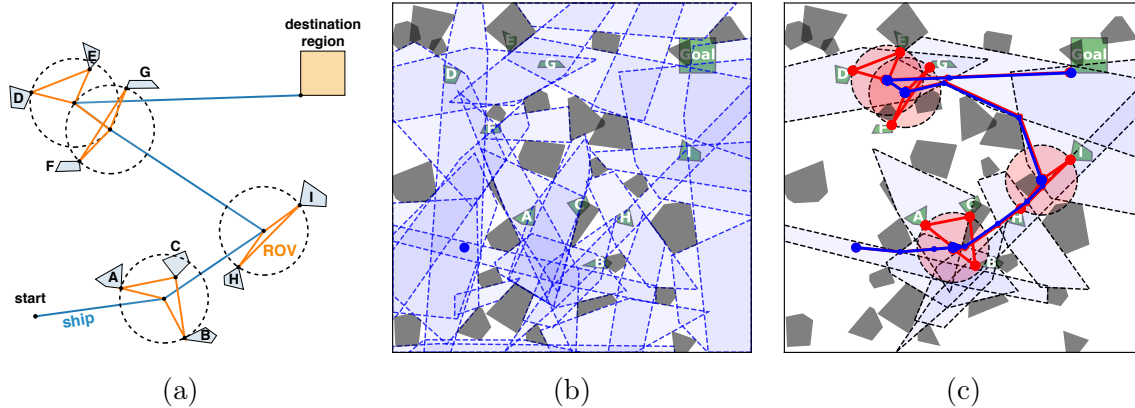 destination
region
E
G
D
F
I
C
ROV
A
H
start
ship
B
(a)
E
Goal
D
G
F
I
C
A
H
B
(b)
E
Goal
D
G
F
I
C
A
H
B
(c)